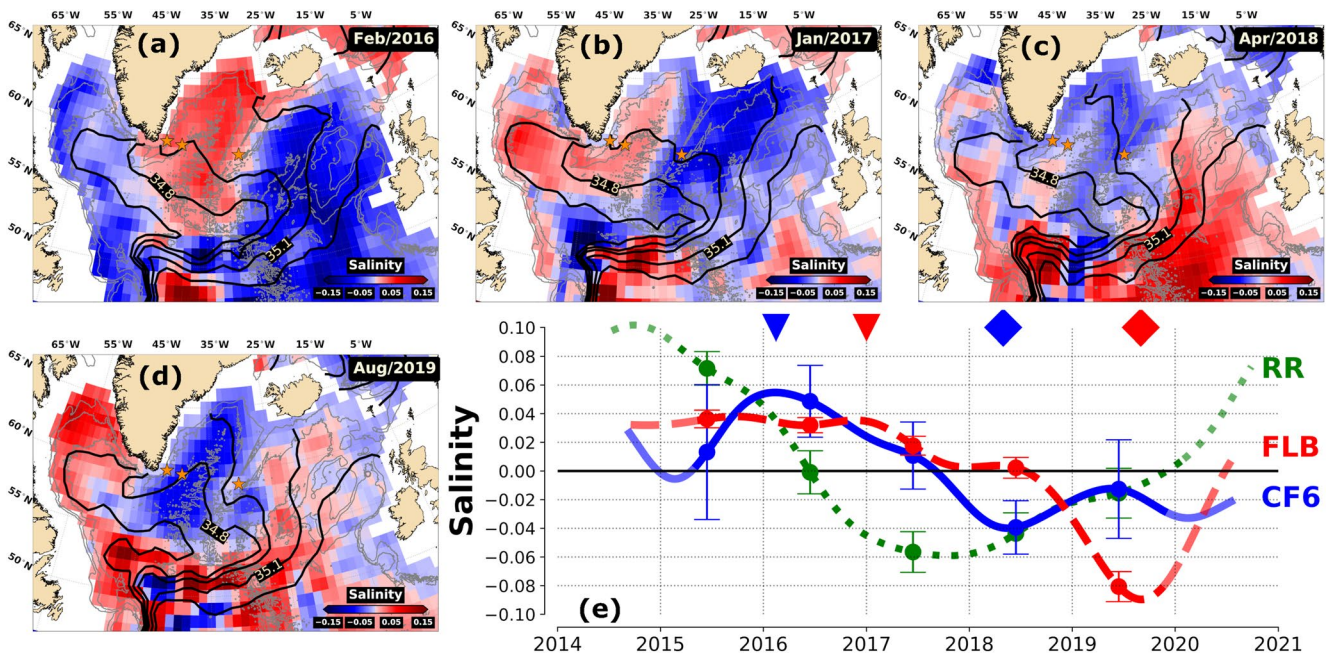 65°W 55°W 45°W 35°W 25°W 15°W 5°W
65°N
60°N
55°N
50°N
(a)
Feb/2016
34.8
35.1
Salinity
−0.15 −0.05 0.05 0.15
65°W 55°W 45°W 35°W 25°W 15°W 5°W
65°N
60°N
55°N
50°N
(b)
Jan/2017
34.8
35.1
Salinity
−0.15 −0.05 0.05 0.15
65°W 55°W 45°W 35°W 25°W 15°W 5°W
65°N
60°N
55°N
50°N
(c)
Apr/2018
34.8
35.1
Salinity
−0.15 −0.05 0.05 0.15
65°W 55°W 45°W 35°W 25°W 15°W 5°W
65°N
60°N
55°N
50°N
(d)
Aug/2019
34.8
35.1
Salinity
−0.15 −0.05 0.05 0.15
Salinity
0.10
0.08
0.06
0.04
0.02
0.00
−0.02
−0.04
−0.06
−0.08
−0.10
(e)
RR
FLB
CF6
2014 2015 2016 2017 2018 2019 2020 2021